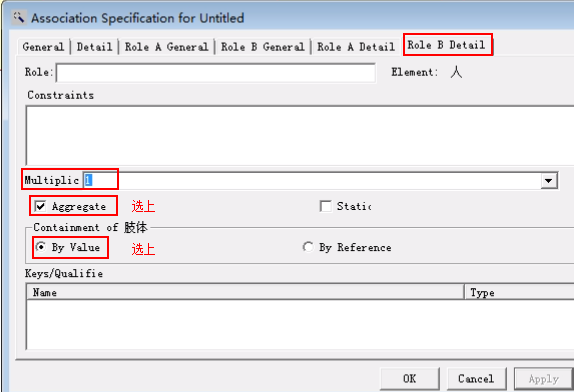 Association Specification for Untitled
General Detail Role A General Role B General Role A Detail Role B Detail
Role: Element: 人
Constraints
Multiplic 1
Aggregate 选上 Static
Containment of 肢体
By Value 选上 By Reference
Keys/Qualifie
Name Type
OK Cancel Apply